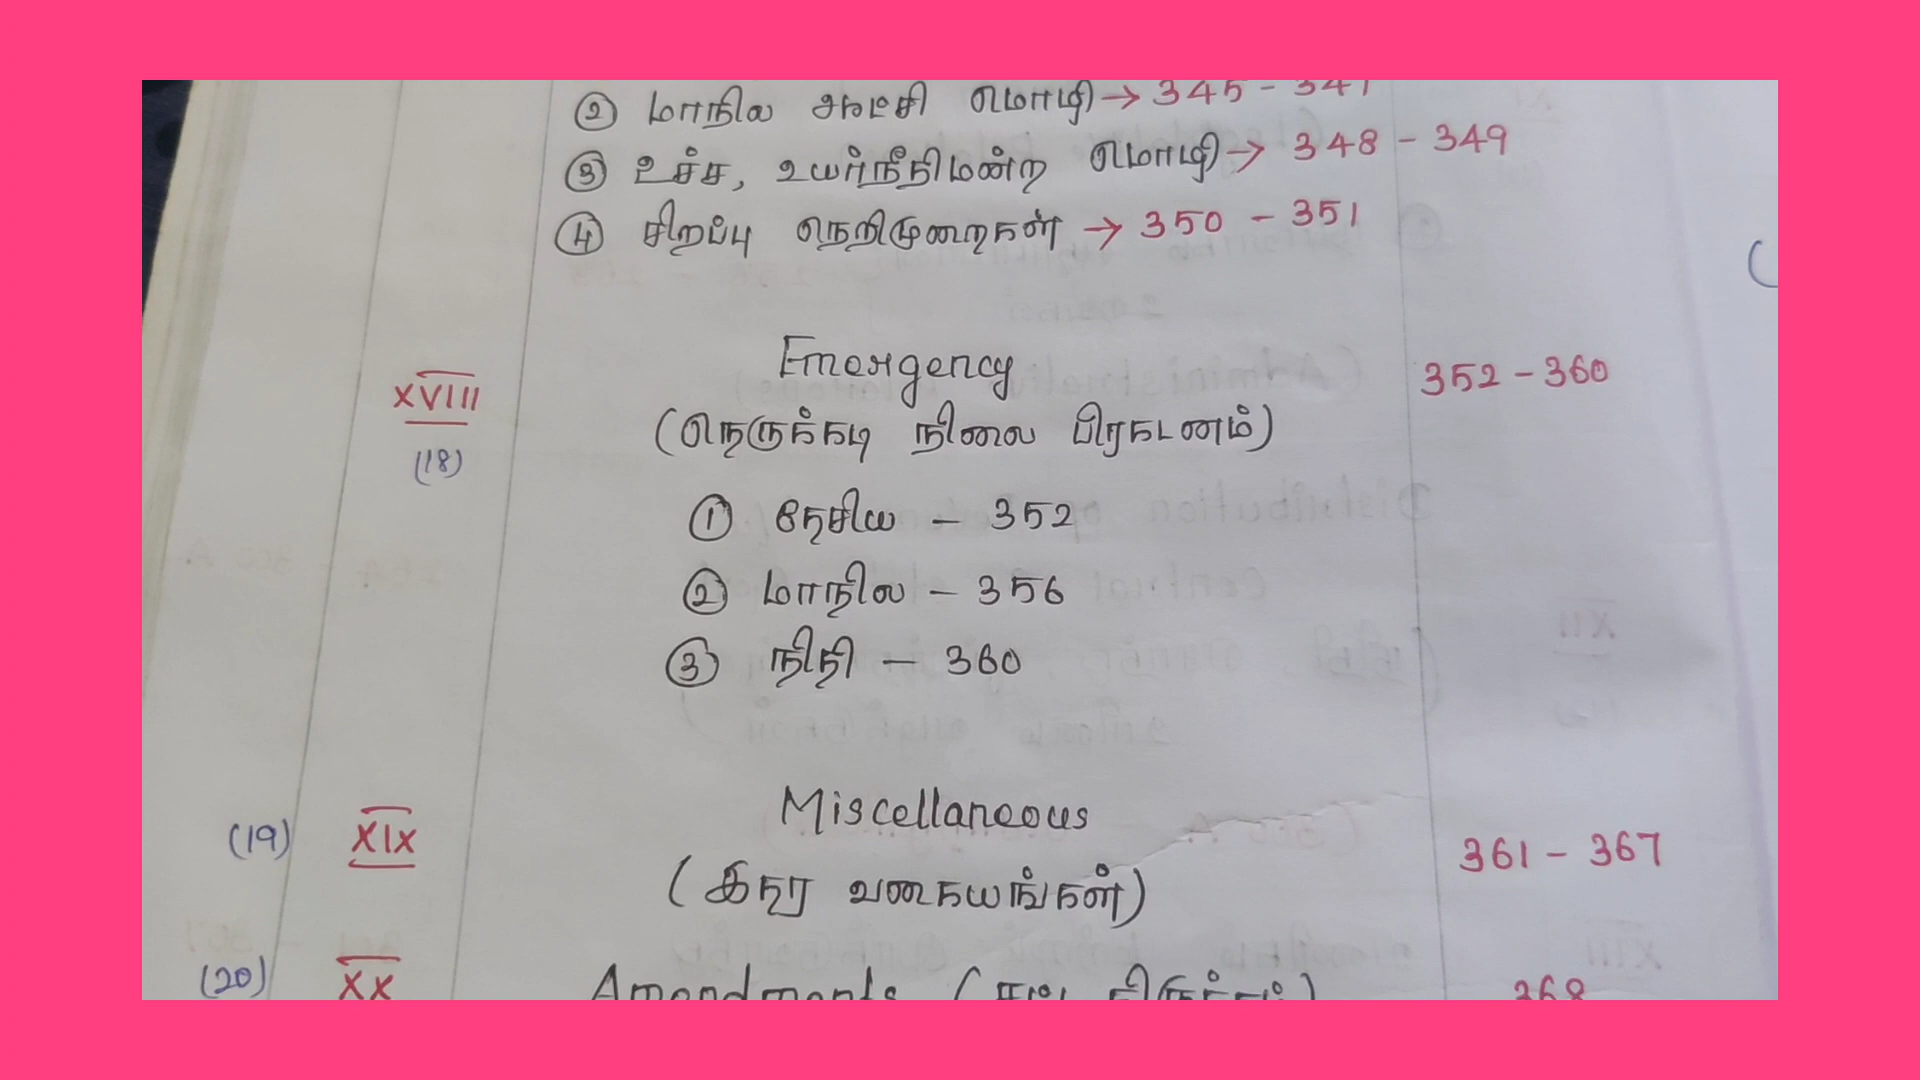 ② மாநில ஆட்சி மொழி → 345 - 347
③ உச்ச, உயர்நீதிமன்ற மொழி → 348 - 349
④ சிறப்பு நெறிமுறைகள் → 350 - 351
XVIII Emergency 352 - 360
(18) (நெருக்கடி நிலை பிரகடனம்)
① தேசிய - 352
② மாநில - 356
③ நிதி - 360
(19) XIX Miscellaneous 361 - 367
(இதர வகையங்கள்)
(20) XX Amendments 368